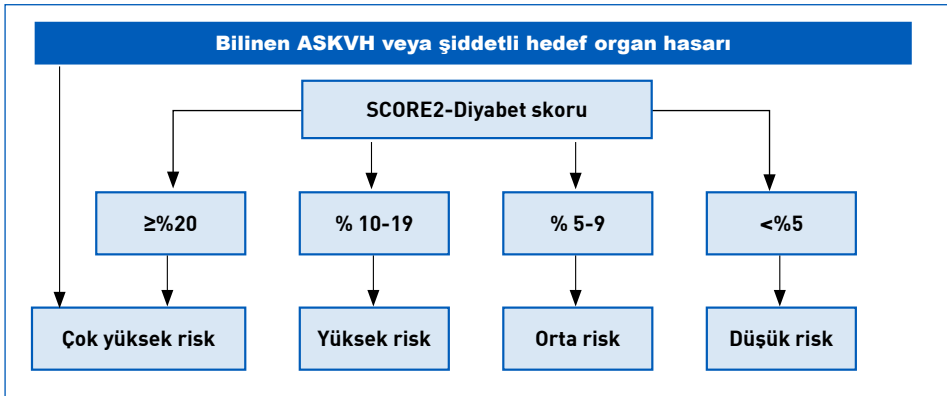 Bilinen ASKVH veya şiddetli hedef organ hasarı
SCORE2-Diyabet skoru
≥%20
% 10-19
% 5-9
<%5
Çok yüksek risk
Yüksek risk
Orta risk
Düşük risk